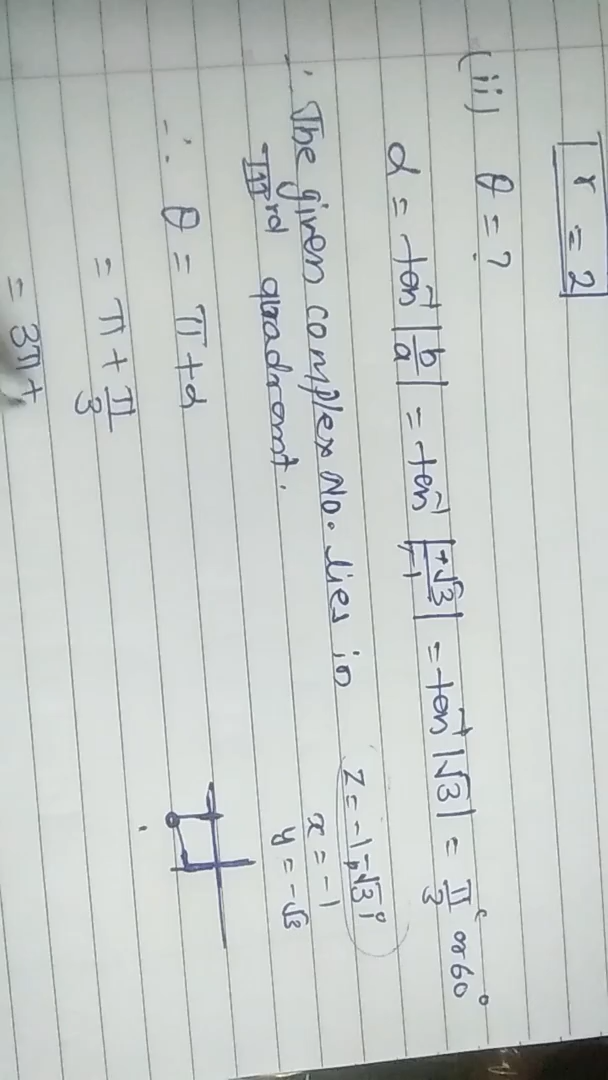 r = 2
(ii) θ = ?
α = tan⁻¹ |b/a| = tan⁻¹ |+√3/-1| = tan⁻¹ |√3| = π^c/3 or 60°
∴ The given complex No. lies in
IIIrd quadrant.
z = -1-√3i
x = -1
y = -√3
∴ θ = π + α
= π + π/3
= 3π +